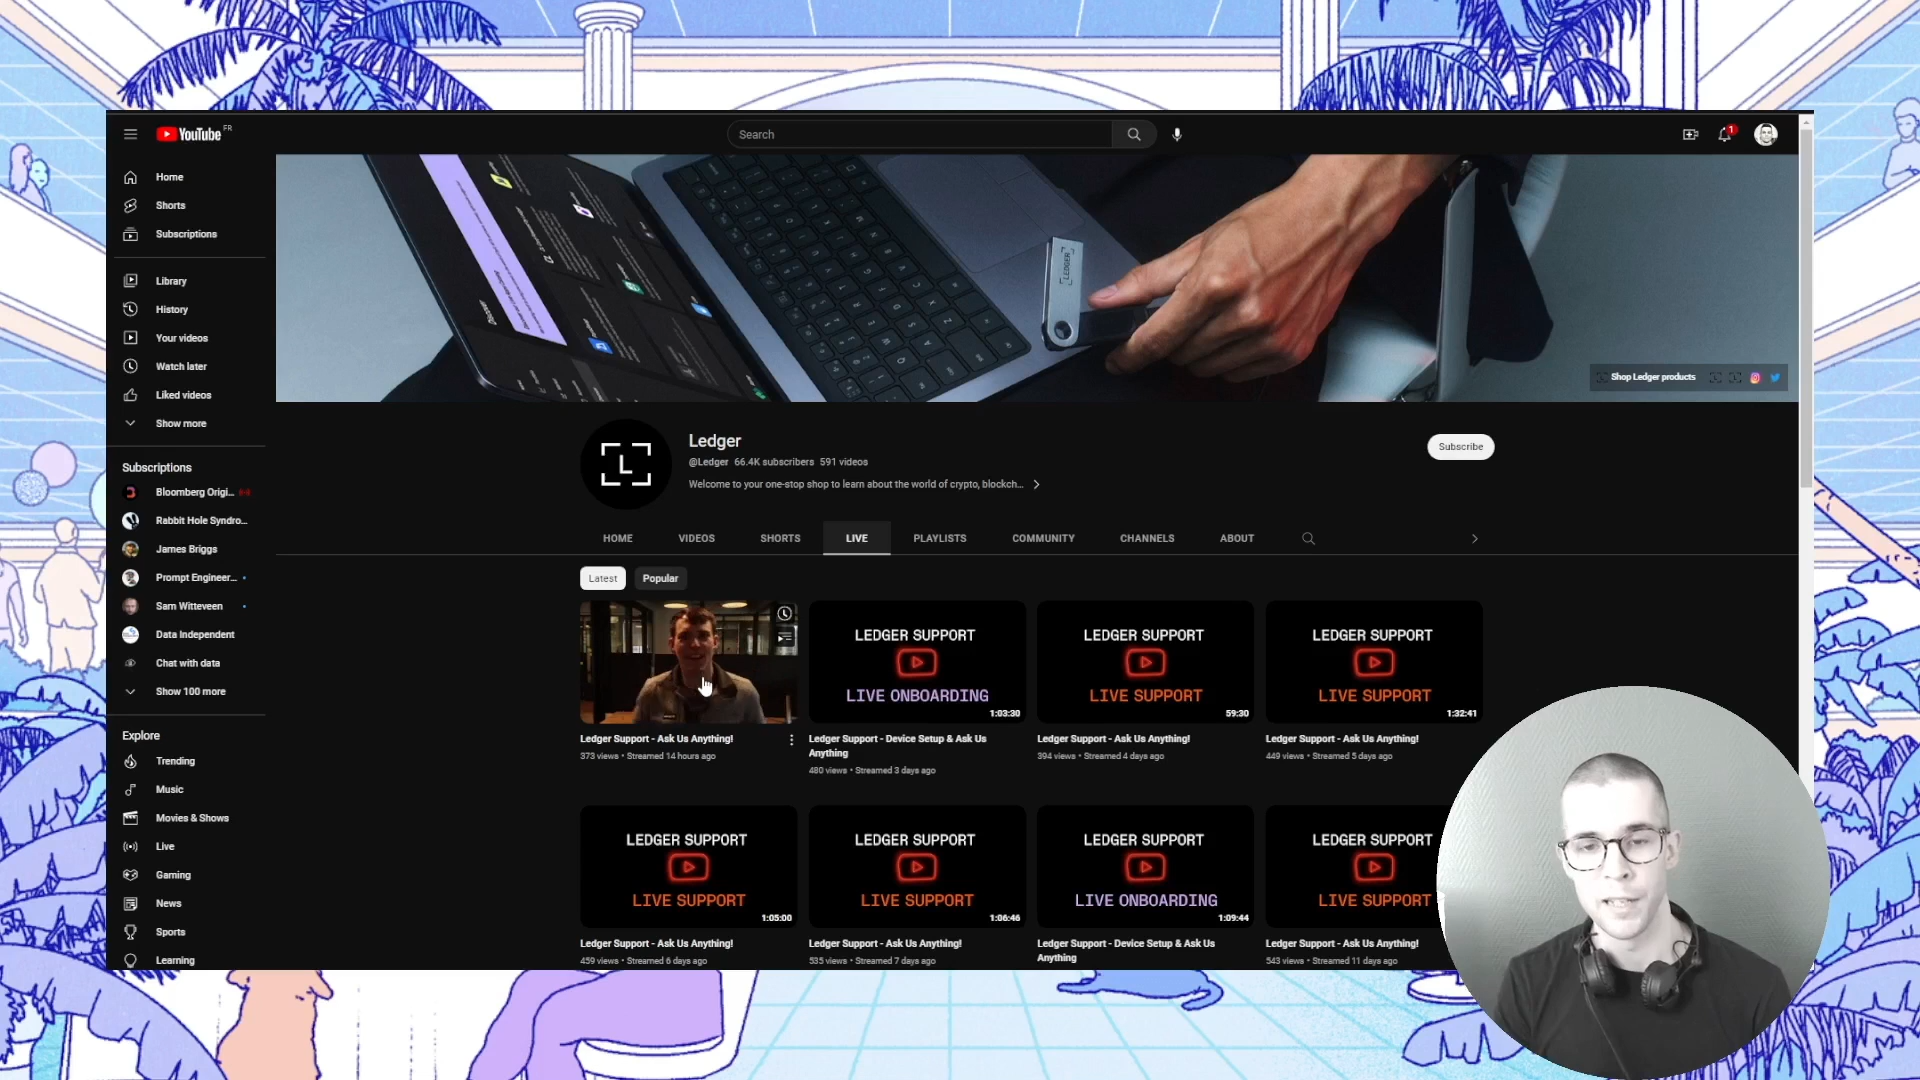 YouTube FR
Search
1
Home
Shorts
Subscriptions
Library
History
Your videos
Watch later
Liked videos
Show more
Subscriptions
Bloomberg Origi...
Rabbit Hole Syndro...
James Briggs
Prompt Engineer...
Sam Witteveen
Data Independent
Chat with data
Show 100 more
Explore
Trending
Music
Movies & Shows
Live
Gaming
News
Sports
Learning
LEDGER
Shop Ledger products
L
Ledger
@Ledger 66.4K subscribers 591 videos
Welcome to your one-stop shop to learn about the world of crypto, blockch...
Subscribe
HOME VIDEOS SHORTS LIVE PLAYLISTS COMMUNITY CHANNELS ABOUT
Latest Popular
Ledger Support - Ask Us Anything!
373 views • Streamed 14 hours ago
LEDGER SUPPORT
LIVE ONBOARDING
1:03:30
Ledger Support - Device Setup & Ask Us
Anything
480 views • Streamed 3 days ago
LEDGER SUPPORT
LIVE SUPPORT
59:30
Ledger Support - Ask Us Anything!
394 views • Streamed 4 days ago
LEDGER SUPPORT
LIVE SUPPORT
1:32:41
Ledger Support - Ask Us Anything!
449 views • Streamed 5 days ago
LEDGER SUPPORT
LIVE SUPPORT
1:05:00
Ledger Support - Ask Us Anything!
459 views • Streamed 6 days ago
LEDGER SUPPORT
LIVE SUPPORT
1:06:46
Ledger Support - Ask Us Anything!
535 views • Streamed 7 days ago
LEDGER SUPPORT
LIVE ONBOARDING
1:09:44
Ledger Support - Device Setup & Ask Us
Anything
LEDGER SUPPORT
LIVE SUPPORT
Ledger Support - Ask Us Anything!
543 views • Streamed 11 days ago